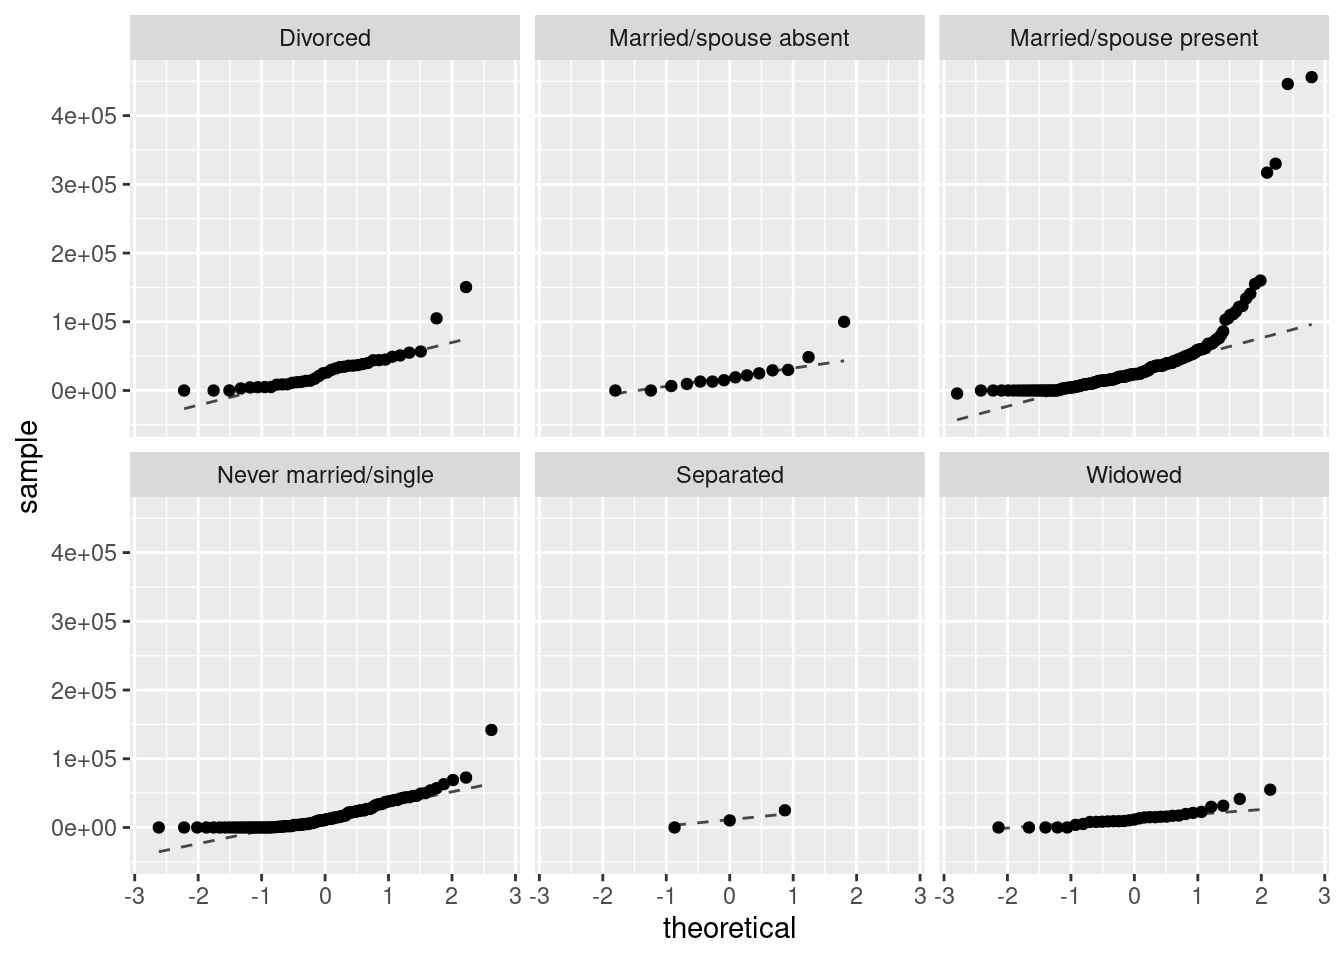 Divorced
Married/spouse absent
Married/spouse present
4e+05
3e+05
2e+05
1e+05
0e+00
sample
Never married/single
Separated
Widowed
4e+05
3e+05
2e+05
1e+05
0e+00
-3 -2 -1 0 1 2 3 -3 -2 -1 0 1 2 3 -3 -2 -1 0 1 2 3
theoretical